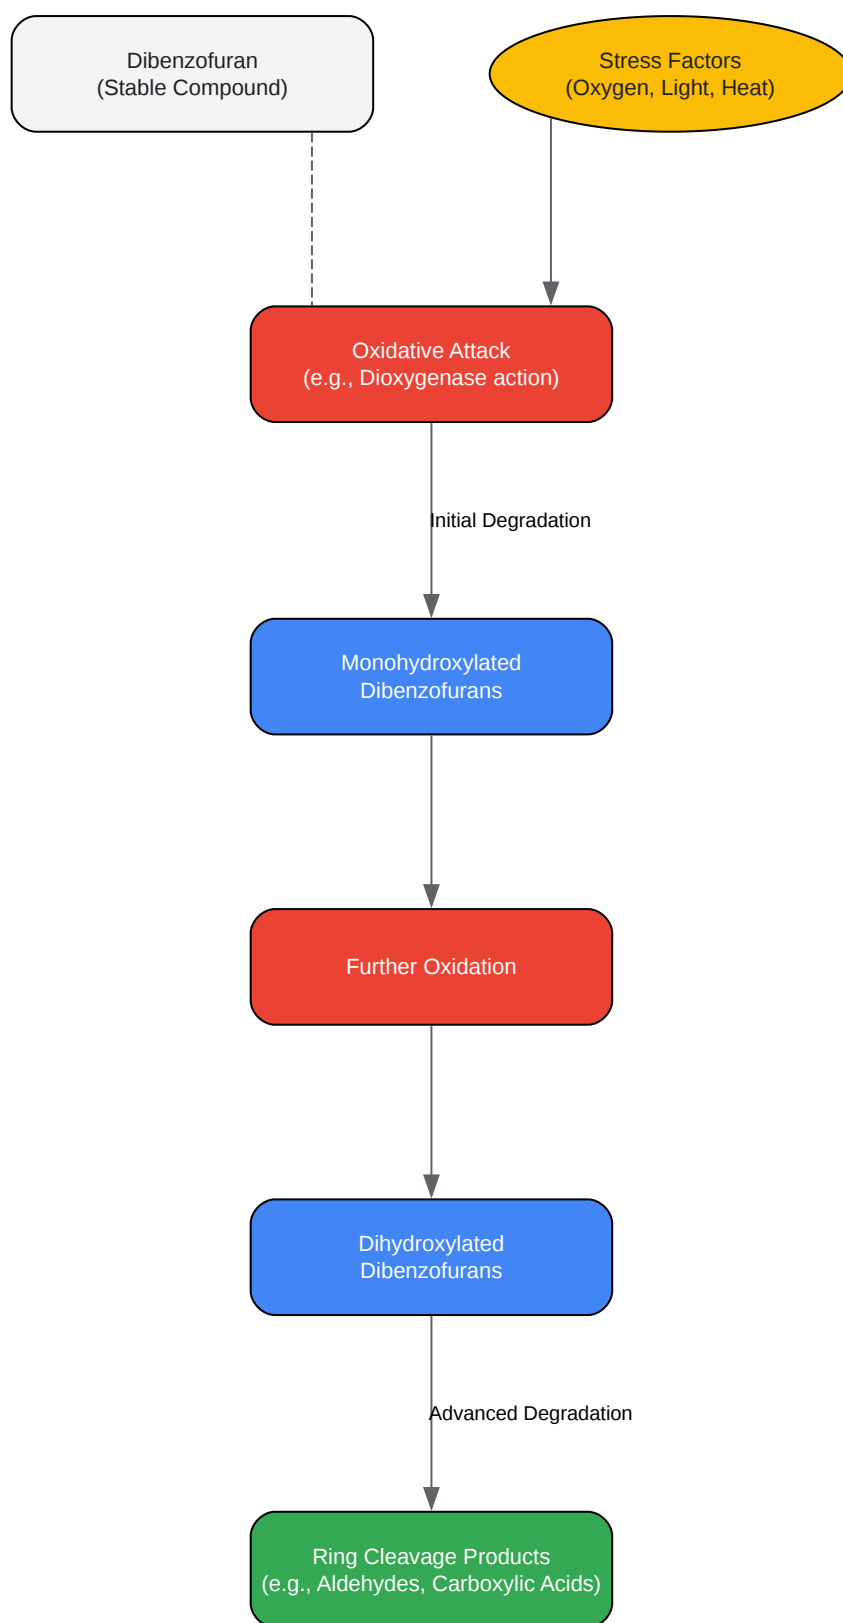 Dibenzofuran
(Stable Compound)
Stress Factors
(Oxygen, Light, Heat)
Oxidative Attack
(e.g., Dioxygenase action)
Initial Degradation
Monohydroxylated
Dibenzofurans
Further Oxidation
Dihydroxylated
Dibenzofurans
Advanced Degradation
Ring Cleavage Products
(e.g., Aldehydes, Carboxylic Acids)